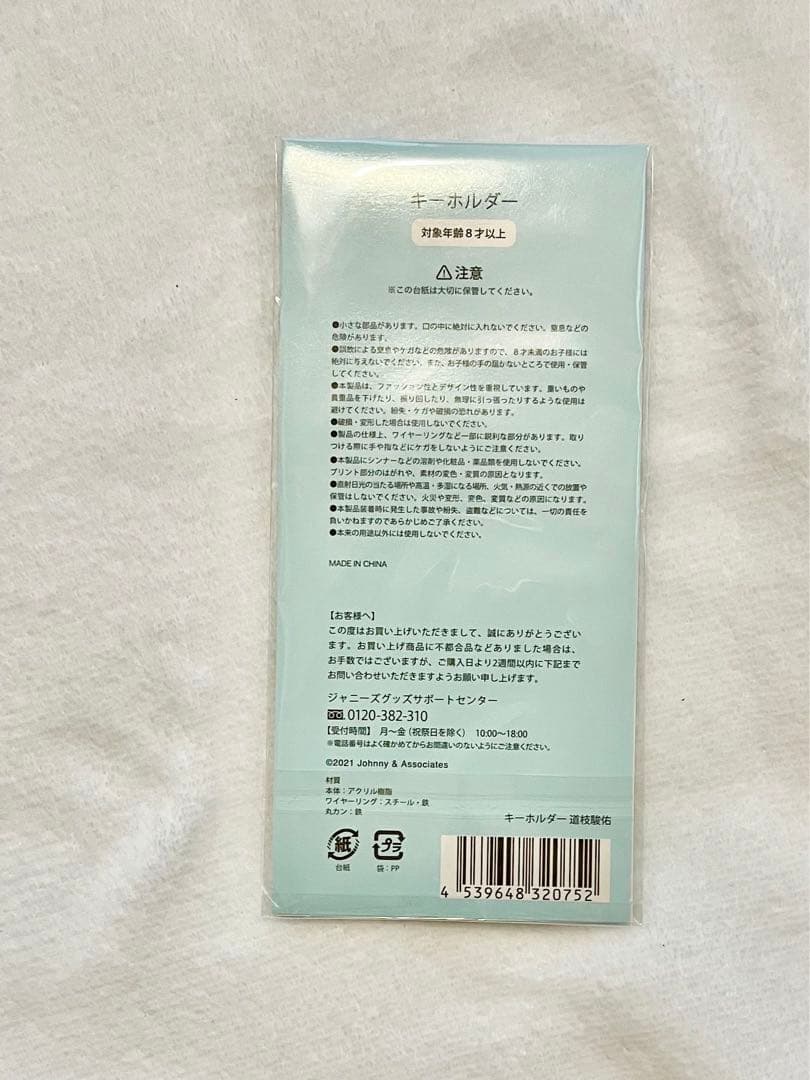 キーホルダー
対象年齢8才以上
⚠注意
※この台紙は大切に保管してください。
●小さな部品があります。口の中に絶対に入れないでください。窒息などの
危険があります。
●誤飲による窒息やケガなどの危険がありますので、8才未満のお子様には
絶対に与えないでください。また、お子様の手の届かないところで使用・保管
してください。
●本製品は、ファッション性とデザイン性を重視しています。重いものや
貴重品を下げたり、振り回したり、無理に引っ張ったりするような使用は
避けてください。紛失・ケガや破損の恐れがあります。
●破損・変形した場合は使用しないでください。
●製品の仕様上、ワイヤーリングなど一部に鋭利な部分があります。取り
つける際に手や指などにケガをしないようにご注意ください。
●本製品にシンナーなどの溶剤や化粧品・薬品類を使用しないでください。
プリント部分のはがれや、素材の変色・変質の原因となります。
●直射日光の当たる場所や高温・多湿になる場所、火気・熱源の近くでの放置や
保管はしないでください。火災や変形、変色、変質などの原因になります。
●本製品装着時に発生した事故や紛失、盗難などについては、一切の責任を
負いかねますのであらかじめご了承ください。
●本来の用途以外には使用しないでください。
MADE IN CHINA
【お客様へ】
この度はお買い上げいただきまして、誠にありがとうござい
ます。お買い上げ商品に不都合品などありました場合は、
お手数ではございますが、ご購入日より2週間以内に下記まで
お問い合わせいただきますようお願い申し上げます。
ジャニーズグッズサポートセンター
0120-382-310
【受付時間】 月〜金(祝祭日を除く) 10:00〜18:00
※電話番号はよく確かめてからお間違いのないようにご注意ください。
©2021 Johnny & Associates
材質
本体:アクリル樹脂
ワイヤーリング:スチール・鉄
丸カン:鉄
キーホルダー 道枝駿佑
紙
台紙
プラ
袋:PP
4 539648 320752